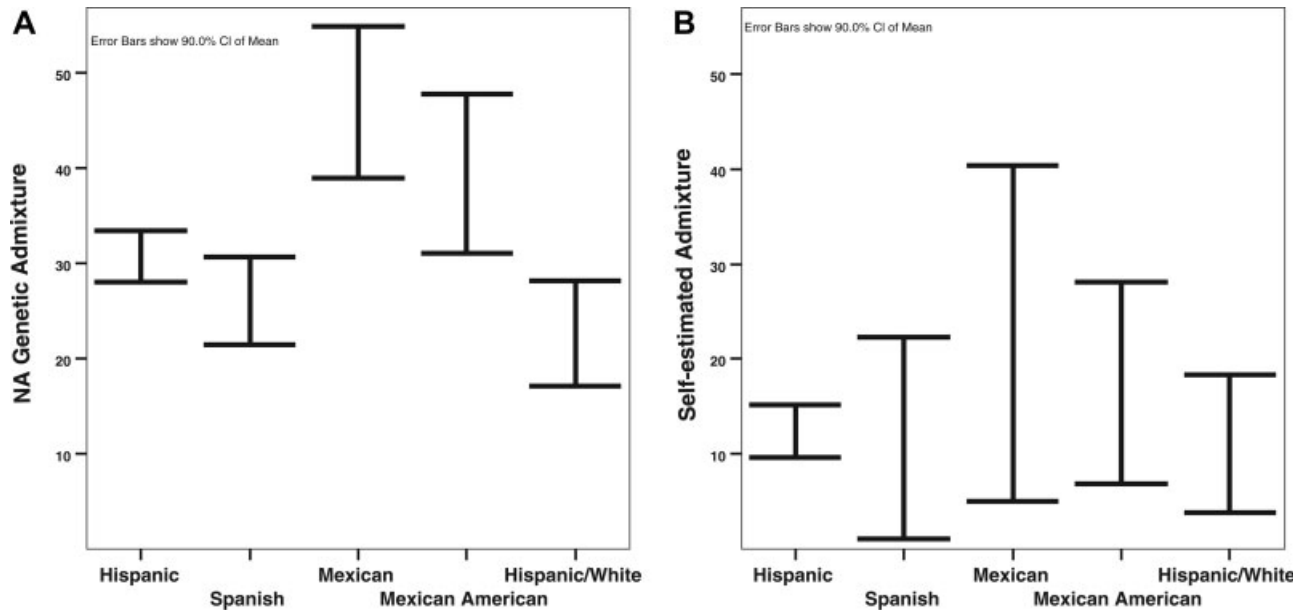 A
Error Bars show 90.0% CI of Mean
NA Genetic Admixture
50
40
30
20
10
Hispanic
Mexican
Hispanic/White
Spanish
Mexican American
B
Error Bars show 90.0% CI of Mean
Self-estimated Admixture
50
40
30
20
10
Hispanic
Mexican
Hispanic/White
Spanish
Mexican American